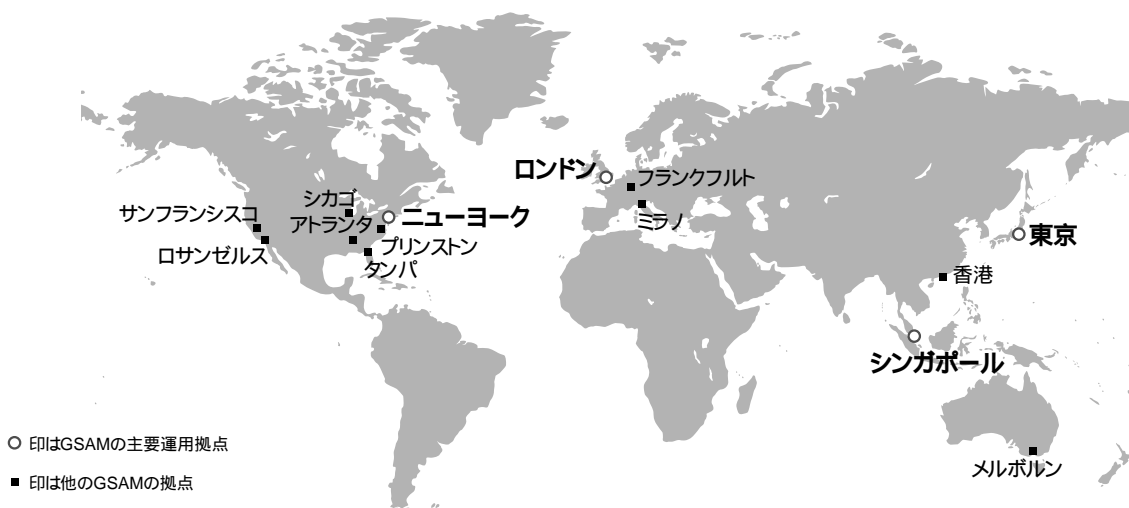 ロンドン
フランクフルト
シカゴ
サンフランシスコ
アトランタ
ニューヨーク
ミラノ
ロサンゼルス
プリンストン
タンパ
東京
香港
シンガポール
○ 印はGSAMの主要運用拠点
■ 印は他のGSAMの拠点
メルボルン